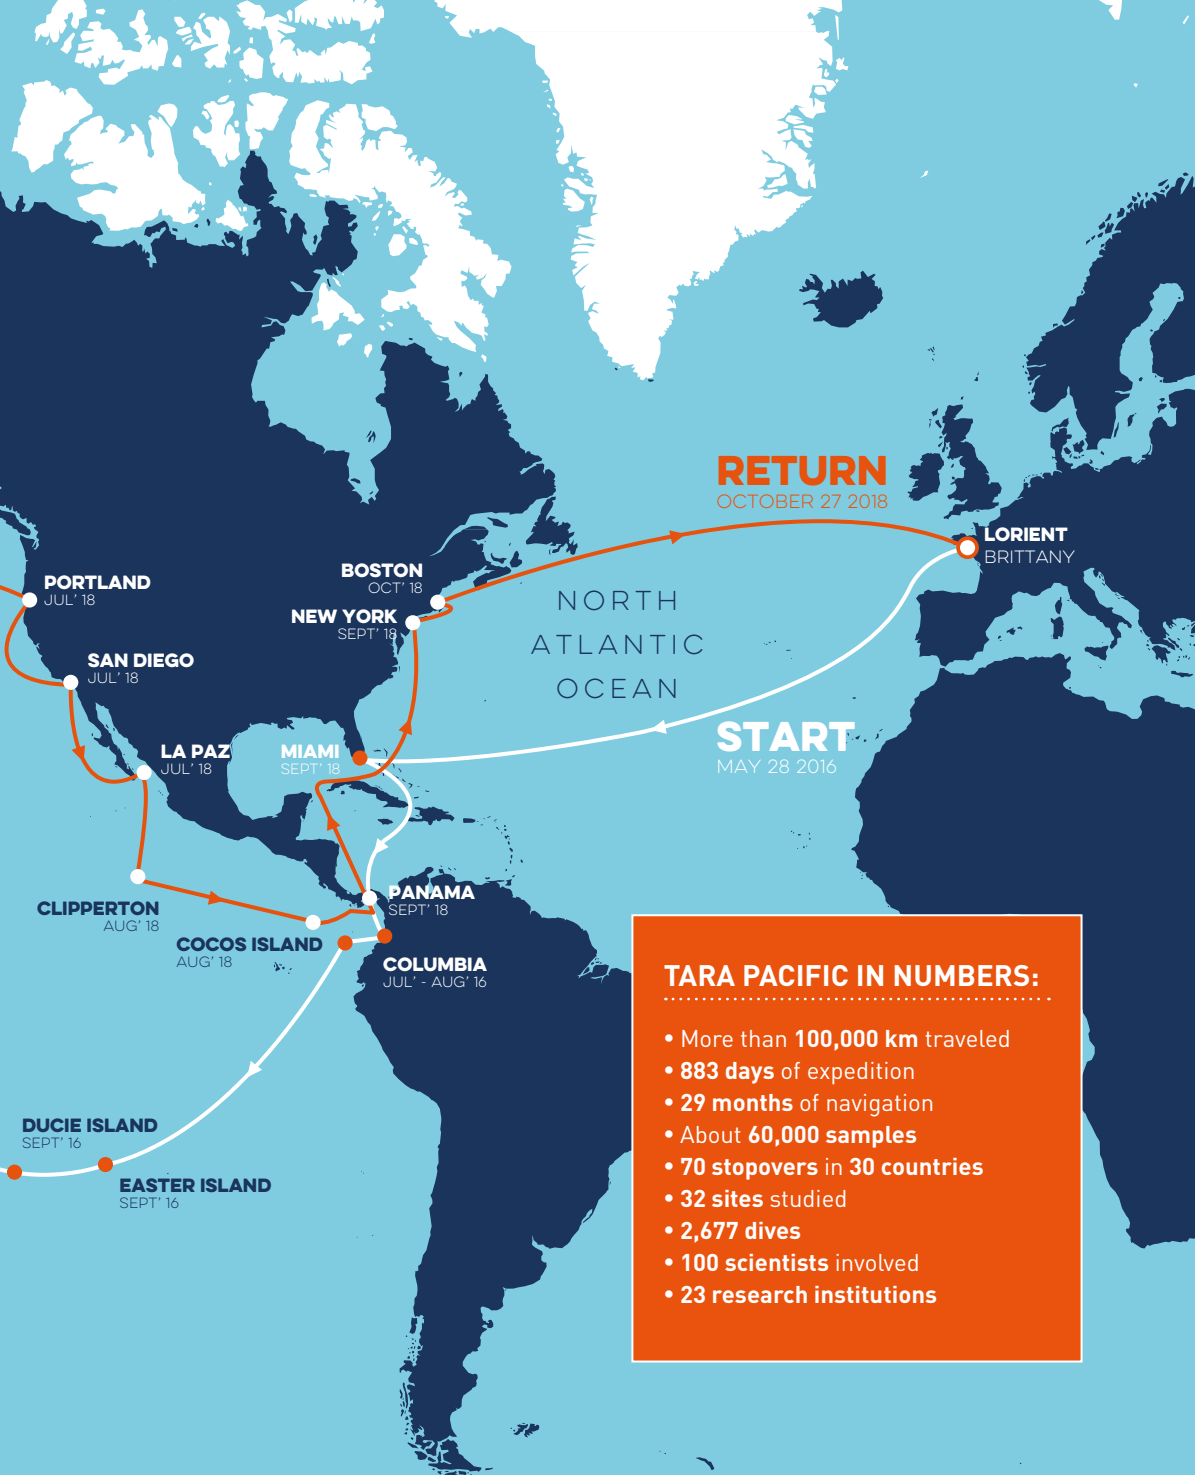 RETURN
OCTOBER 27 2018
LORIENT
BRITTANY
PORTLAND
JUL' 18
BOSTON
OCT' 18
NEW YORK
SEPT' 18
NORTH
ATLANTIC
OCEAN
SAN DIEGO
JUL' 18
START
MAY 28 2016
LA PAZ
JUL' 18
MIAMI
SEPT' 18
PANAMA
SEPT' 18
CLIPPERTON
AUG' 18
COCOS ISLAND
AUG' 18
COLUMBIA
JUL' - AUG' 16
DUCIE ISLAND
SEPT' 16
EASTER ISLAND
SEPT' 16
TARA PACIFIC IN NUMBERS:
• More than 100,000 km traveled
• 883 days of expedition
• 29 months of navigation
• About 60,000 samples
• 70 stopovers in 30 countries
• 32 sites studied
• 2,677 dives
• 100 scientists involved
• 23 research institutions